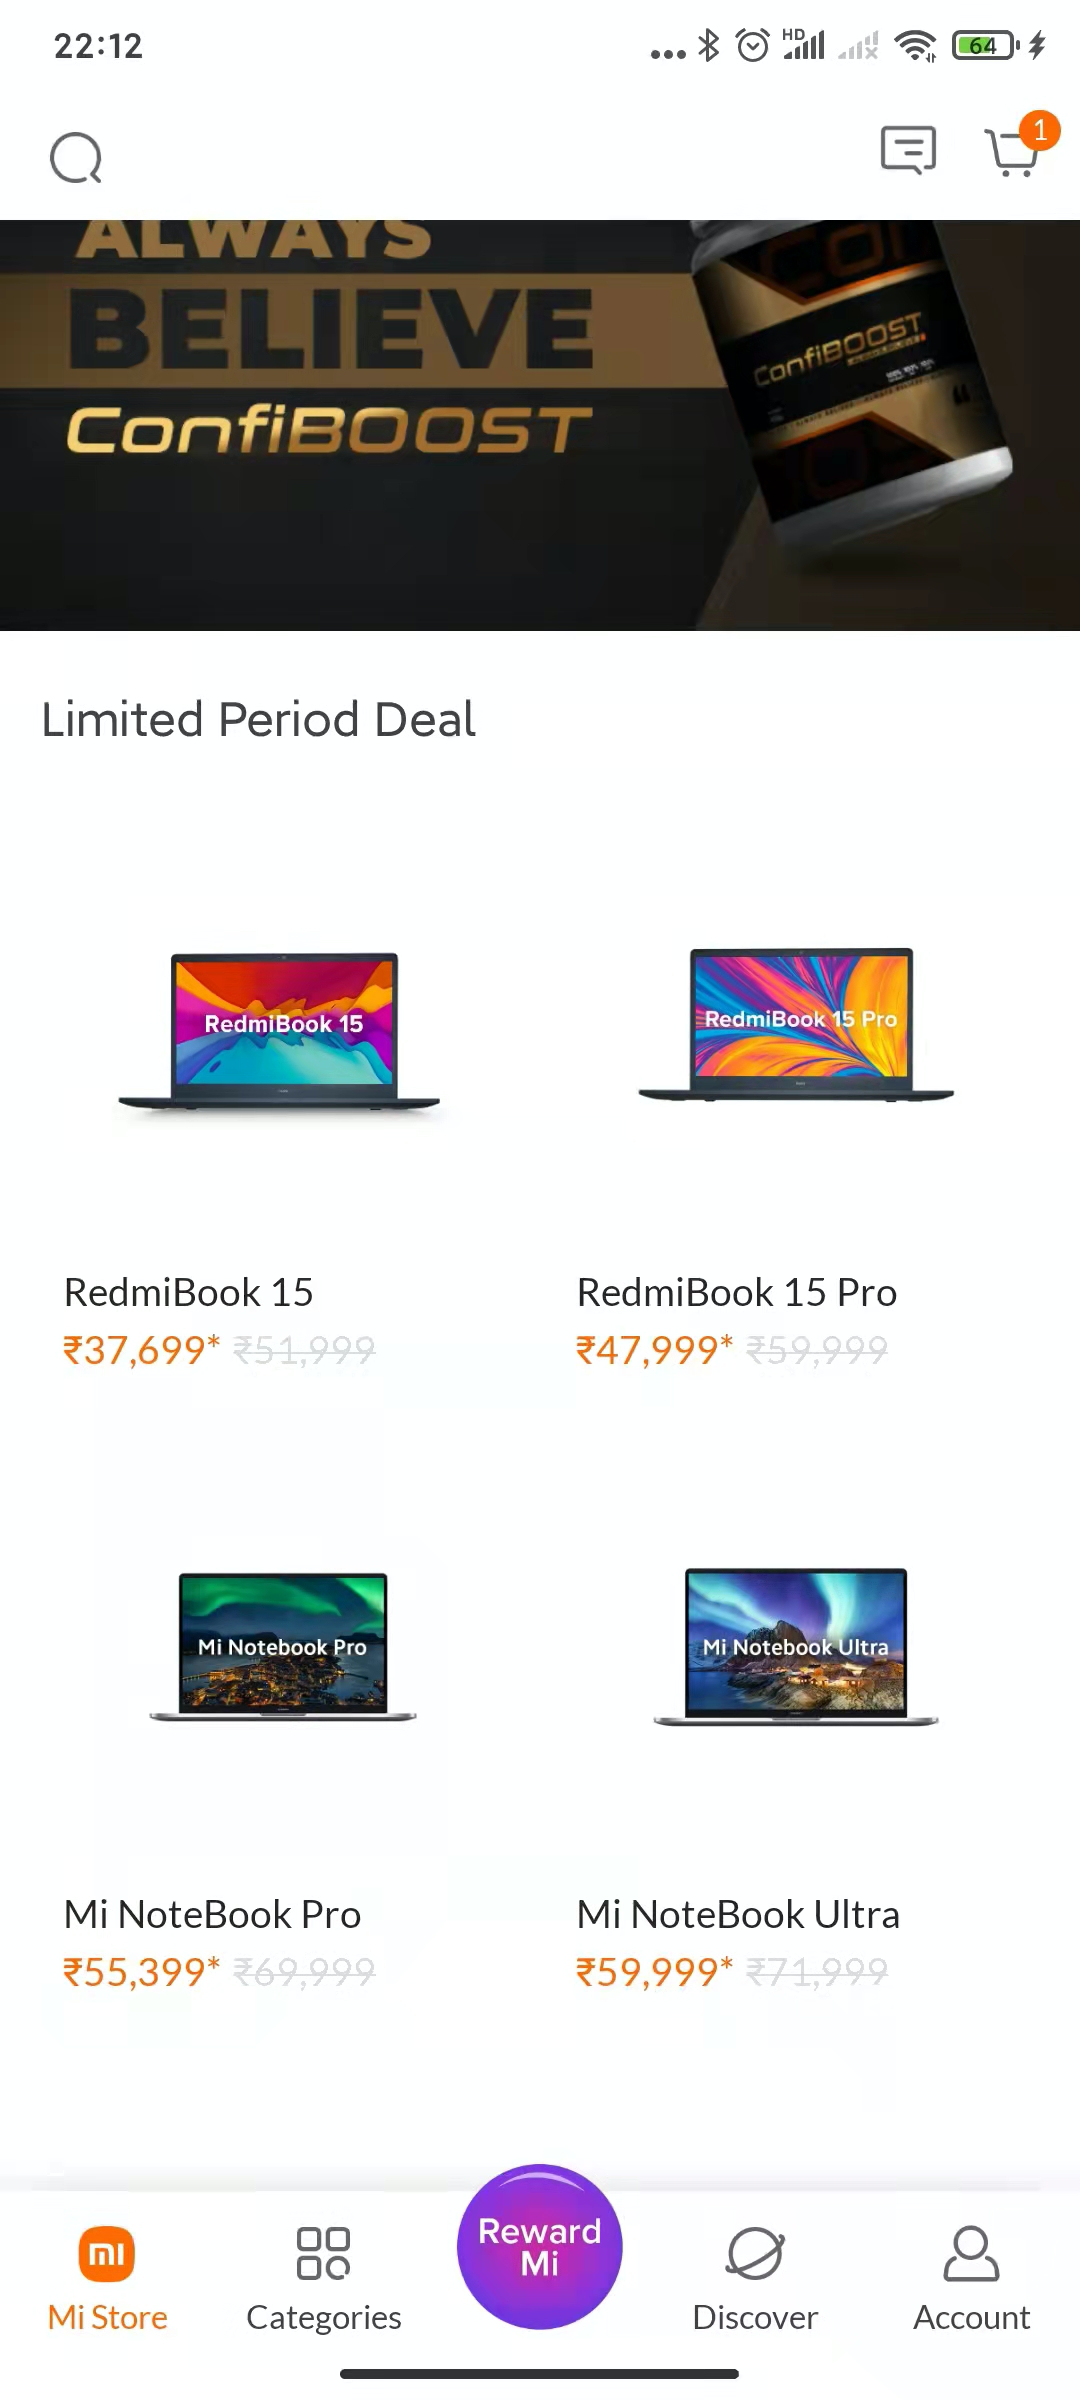 22:12
HD
64
1
ALWAYS
BELIEVE
ConfiBOOST
ConfiBOOST
Limited Period Deal
RedmiBook 15
RedmiBook 15 Pro
RedmiBook 15
RedmiBook 15 Pro
₹37,699* ₹51,999
₹47,999* ₹59,999
Mi Notebook Pro
Mi Notebook Ultra
Mi NoteBook Pro
Mi NoteBook Ultra
₹55,399* ₹69,999
₹59,999* ₹71,999
Reward
Mi
mi
Mi Store
Categories
Discover
Account